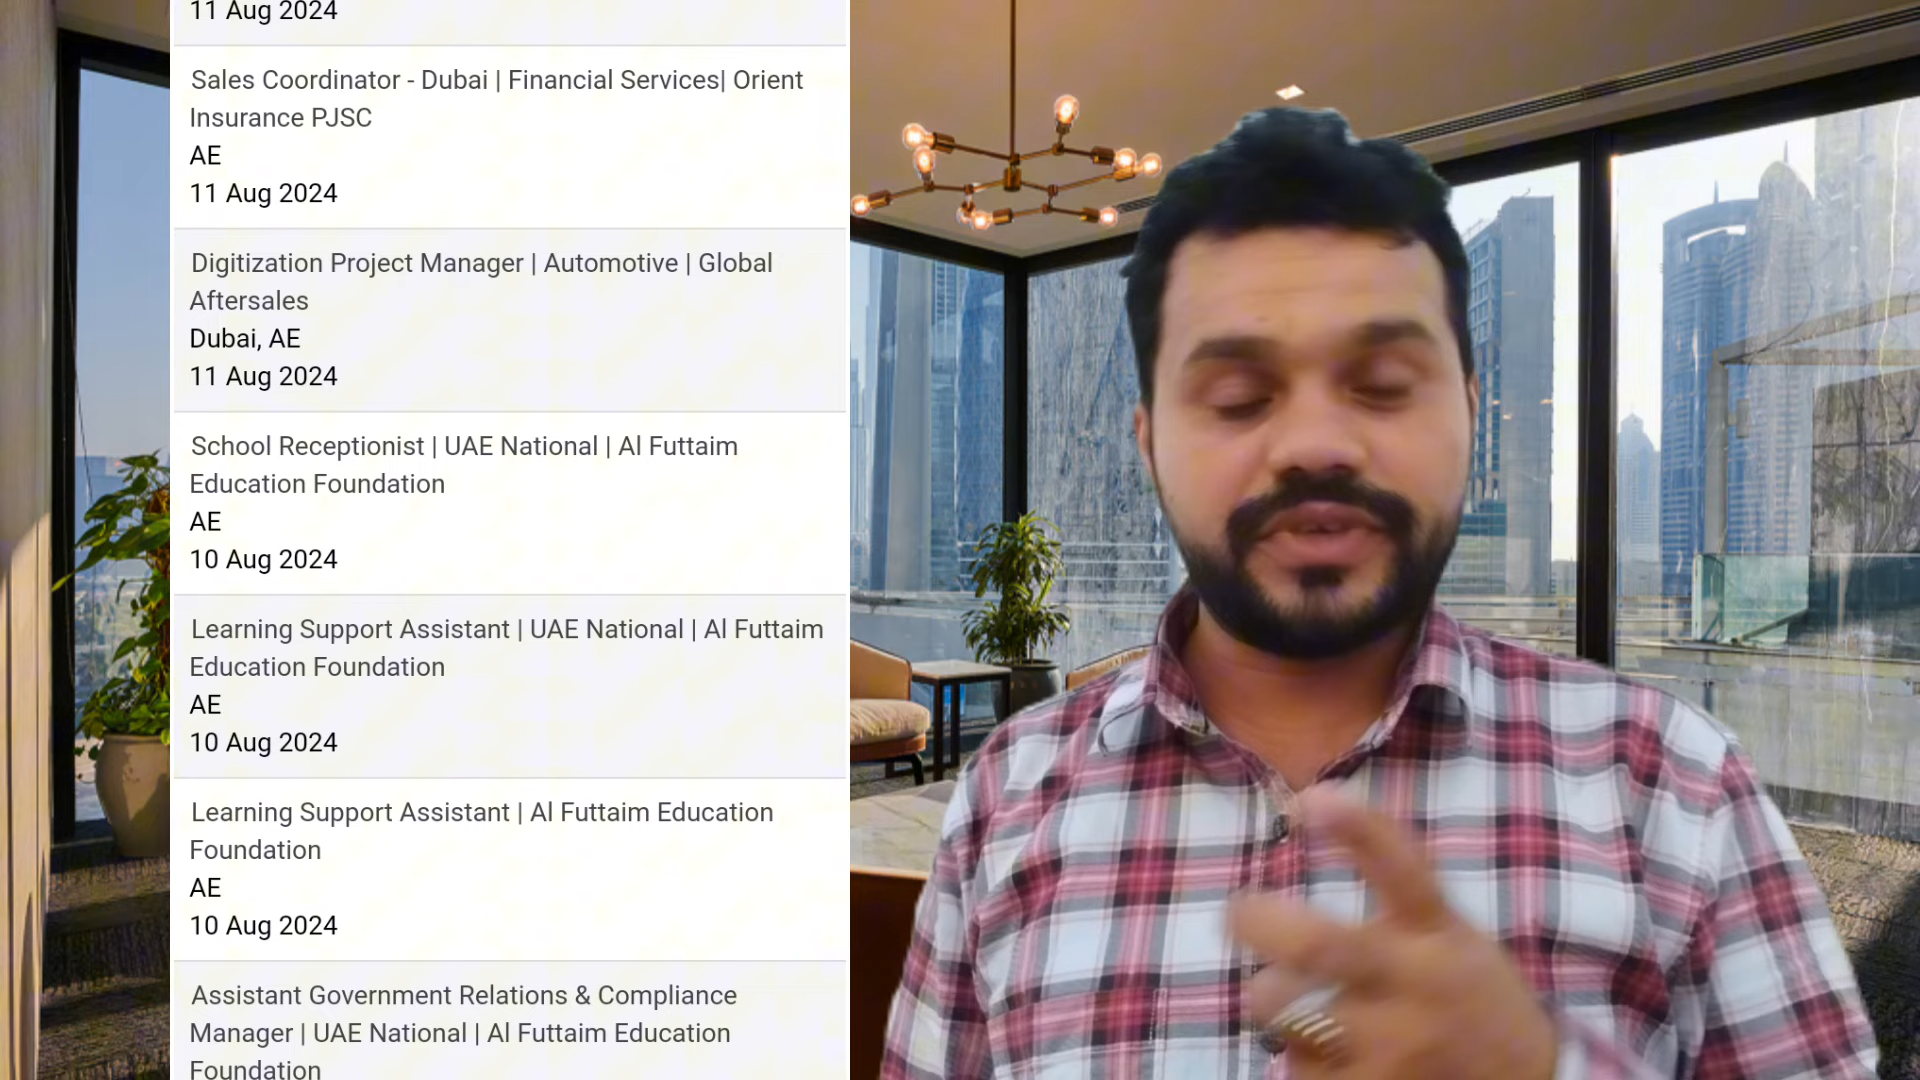 11 Aug 2024
Sales Coordinator - Dubai | Financial Services| Orient
Insurance PJSC
AE
11 Aug 2024
Digitization Project Manager | Automotive | Global
Aftersales
Dubai, AE
11 Aug 2024
School Receptionist | UAE National | Al Futtaim
Education Foundation
AE
10 Aug 2024
Learning Support Assistant | UAE National | Al Futtaim
Education Foundation
AE
10 Aug 2024
Learning Support Assistant | Al Futtaim Education
Foundation
AE
10 Aug 2024
Assistant Government Relations & Compliance
Manager | UAE National | Al Futtaim Education
Foundation